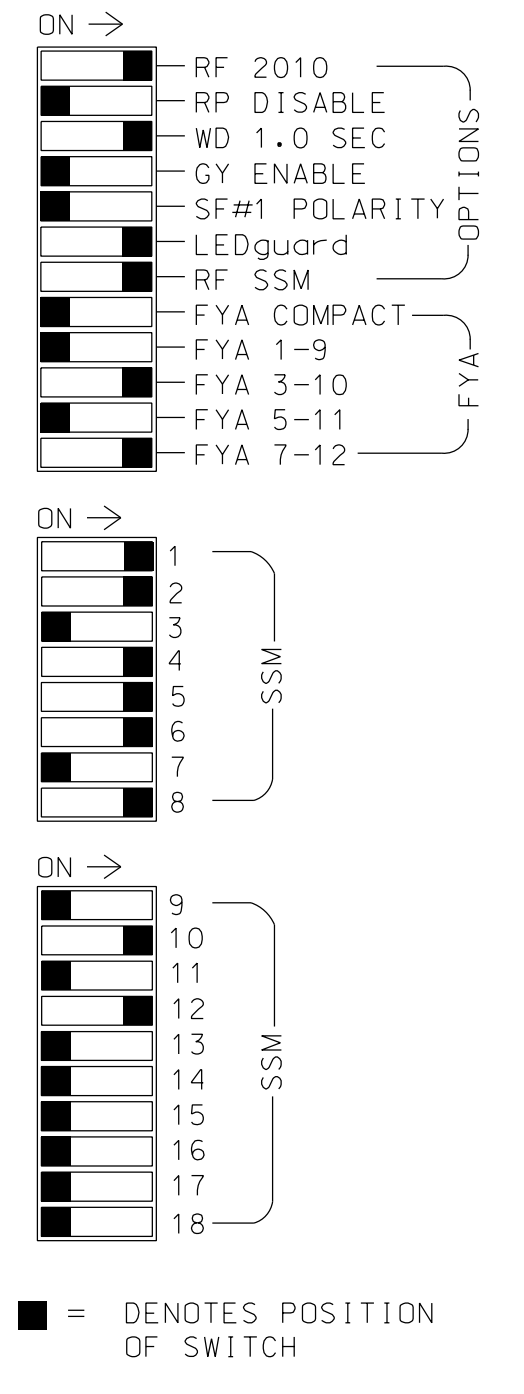 ON →
RF 2010
RP DISABLE
WD 1.0 SEC
GY ENABLE
SF#1 POLARITY
LEDguard
RF SSM
OPTIONS
FYA COMPACT
FYA 1-9
FYA 3-10
FYA 5-11
FYA 7-12
FYA
ON →
1
2
3
4
5
6
7
8
SSM
ON →
9
10
11
12
13
14
15
16
17
18
SSM
= DENOTES POSITION
OF SWITCH